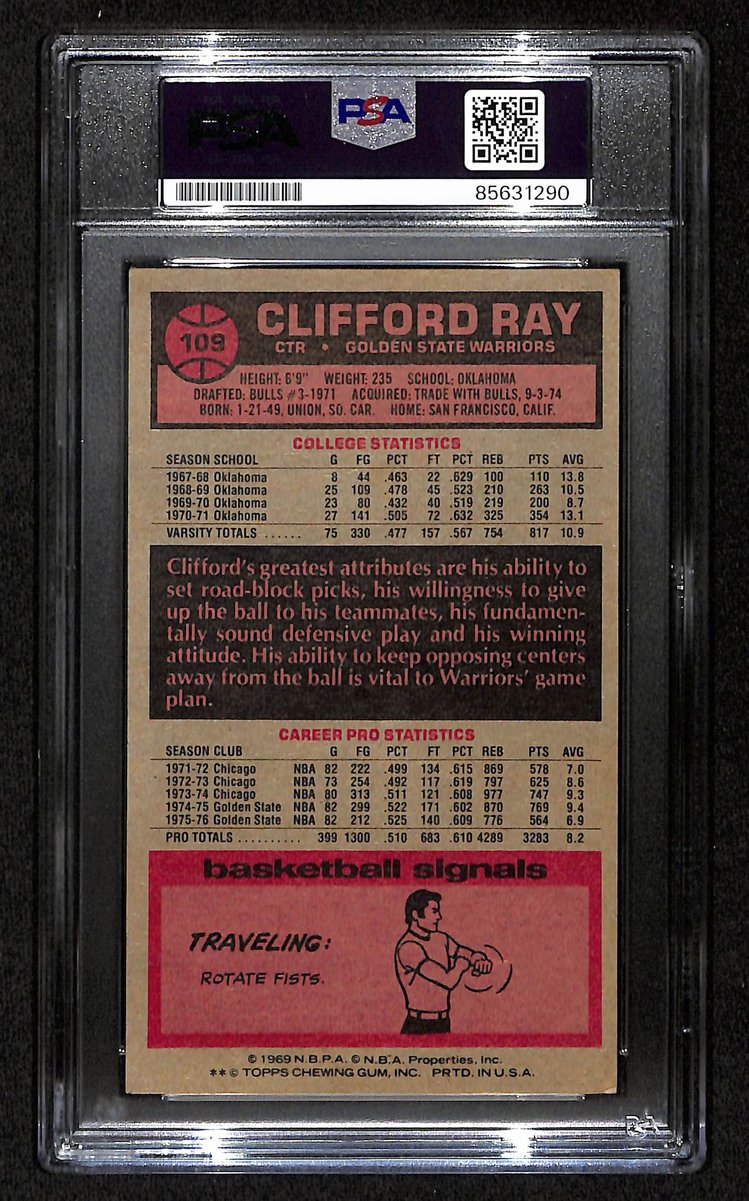 PSA
PSA
85631290
109
CLIFFORD RAY
CTR • GOLDEN STATE WARRIORS
HEIGHT: 6'9" WEIGHT: 235 SCHOOL: OKLAHOMA
DRAFTED: BULLS #3-1971 ACQUIRED: TRADE WITH BULLS, 9-3-74
BORN: 1-21-49, UNION, SO. CAR. HOME: SAN FRANCISCO, CALIF.
COLLEGE STATISTICS
SEASON SCHOOL G FG PCT FT PCT REB PTS AVG
1967-68 Oklahoma 8 44 .463 22 .629 100 110 13.8
1968-69 Oklahoma 25 109 .478 45 .523 210 263 10.5
1969-70 Oklahoma 23 80 .432 40 .519 219 200 8.7
1970-71 Oklahoma 27 141 .505 72 .632 325 354 13.1
VARSITY TOTALS ...... 75 330 .477 157 .567 754 817 10.9
Clifford's greatest attributes are his ability to
set road-block picks, his willingness to give
up the ball to his teammates, his fundamen-
tally sound defensive play and his winning
attitude. His ability to keep opposing centers
away from the ball is vital to Warriors' game
plan.
CAREER PRO STATISTICS
SEASON CLUB G FG PCT FT PCT REB PTS AVG
1971-72 Chicago NBA 82 222 .499 134 .615 869 578 7.0
1972-73 Chicago NBA 73 254 .492 117 .619 797 625 8.6
1973-74 Chicago NBA 80 313 .511 121 .608 977 747 9.3
1974-75 Golden State NBA 82 299 .522 171 .602 870 769 9.4
1975-76 Golden State NBA 82 212 .525 140 .609 776 564 6.9
PRO TOTALS .......... 399 1300 .510 683 .610 4289 3283 8.2
basketball signals
TRAVELING:
ROTATE FISTS.
© 1969 N.B.P.A. © N.B.A. Properties, Inc.
** © TOPPS CHEWING GUM, INC. PRTD. IN U.S.A.
PSA